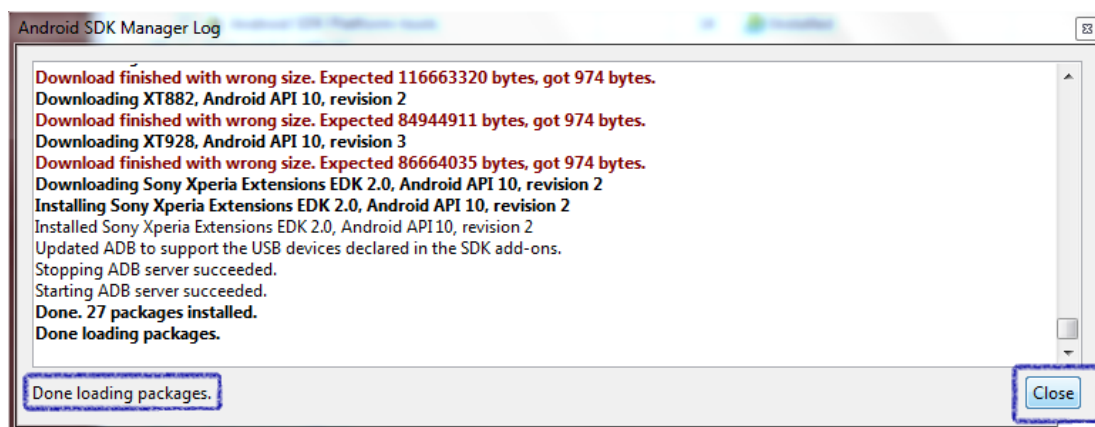 Android SDK Manager Log
Download finished with wrong size. Expected 116663320 bytes, got 974 bytes.
Downloading XT882, Android API 10, revision 2
Download finished with wrong size. Expected 84944911 bytes, got 974 bytes.
Downloading XT928, Android API 10, revision 3
Download finished with wrong size. Expected 86664035 bytes, got 974 bytes.
Downloading Sony Xperia Extensions EDK 2.0, Android API 10, revision 2
Installing Sony Xperia Extensions EDK 2.0, Android API 10, revision 2
Installed Sony Xperia Extensions EDK 2.0, Android API 10, revision 2
Updated ADB to support the USB devices declared in the SDK add-ons.
Stopping ADB server succeeded.
Starting ADB server succeeded.
Done. 27 packages installed.
Done loading packages.
Done loading packages.
Close